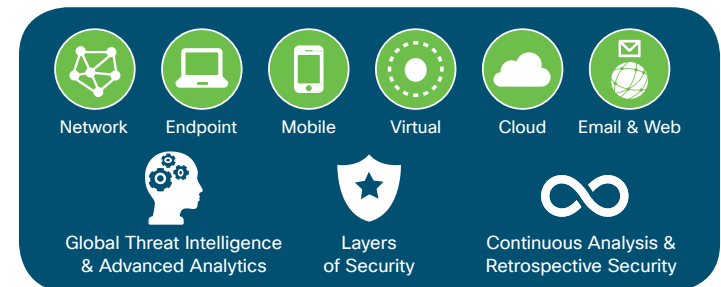 Network Endpoint Mobile Virtual Cloud Email & Web
Global Threat Intelligence
& Advanced Analytics
Layers
of Security
Continuous Analysis &
Retrospective Security